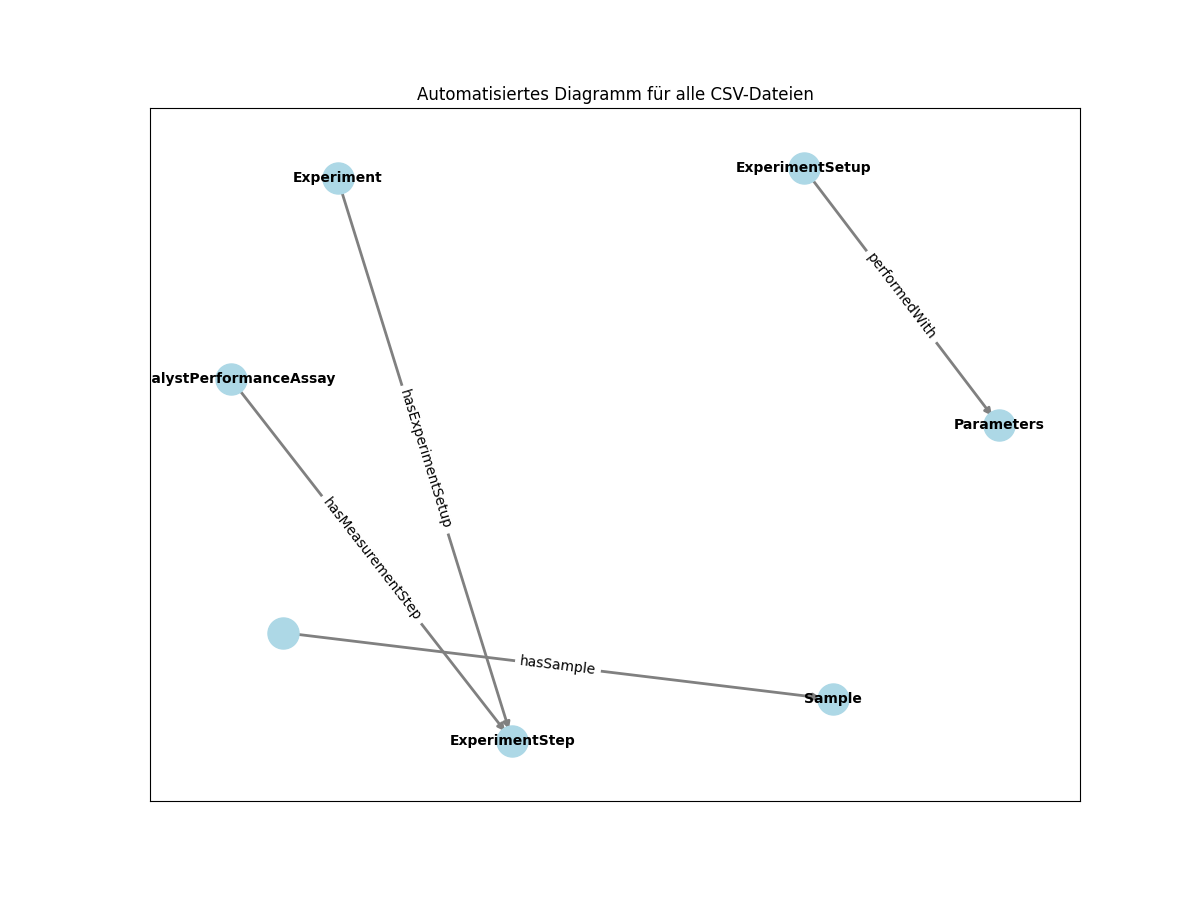 Automatisiertes Diagramm für alle CSV-Dateien
Experiment
ExperimentSetup
performedWith
alystPerformanceAssay
hasExperimentSetup
Parameters
hasMeasurementStep
hasSample
Sample
ExperimentStep